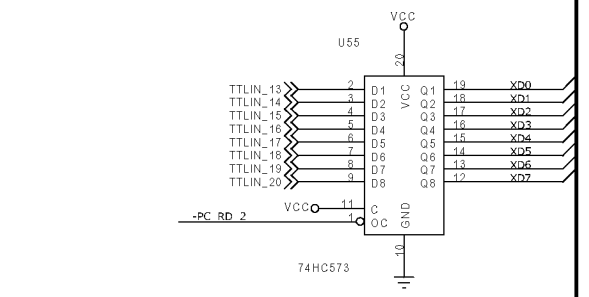 VCC
U55
20
TTLIN_13 2 D1 VCC Q1 19 XD0
TTLIN_14 3 D2 Q2 18 XD1
TTLIN_15 4 D3 Q3 17 XD2
TTLIN_16 5 D4 Q4 16 XD3
TTLIN_17 6 D5 Q5 15 XD4
TTLIN_18 7 D6 Q6 14 XD5
TTLIN_19 8 D7 Q7 13 XD6
TTLIN_20 9 D8 Q8 12 XD7
VCC 11 C GND
-PC_RD_2 1 OC
10
74HC573